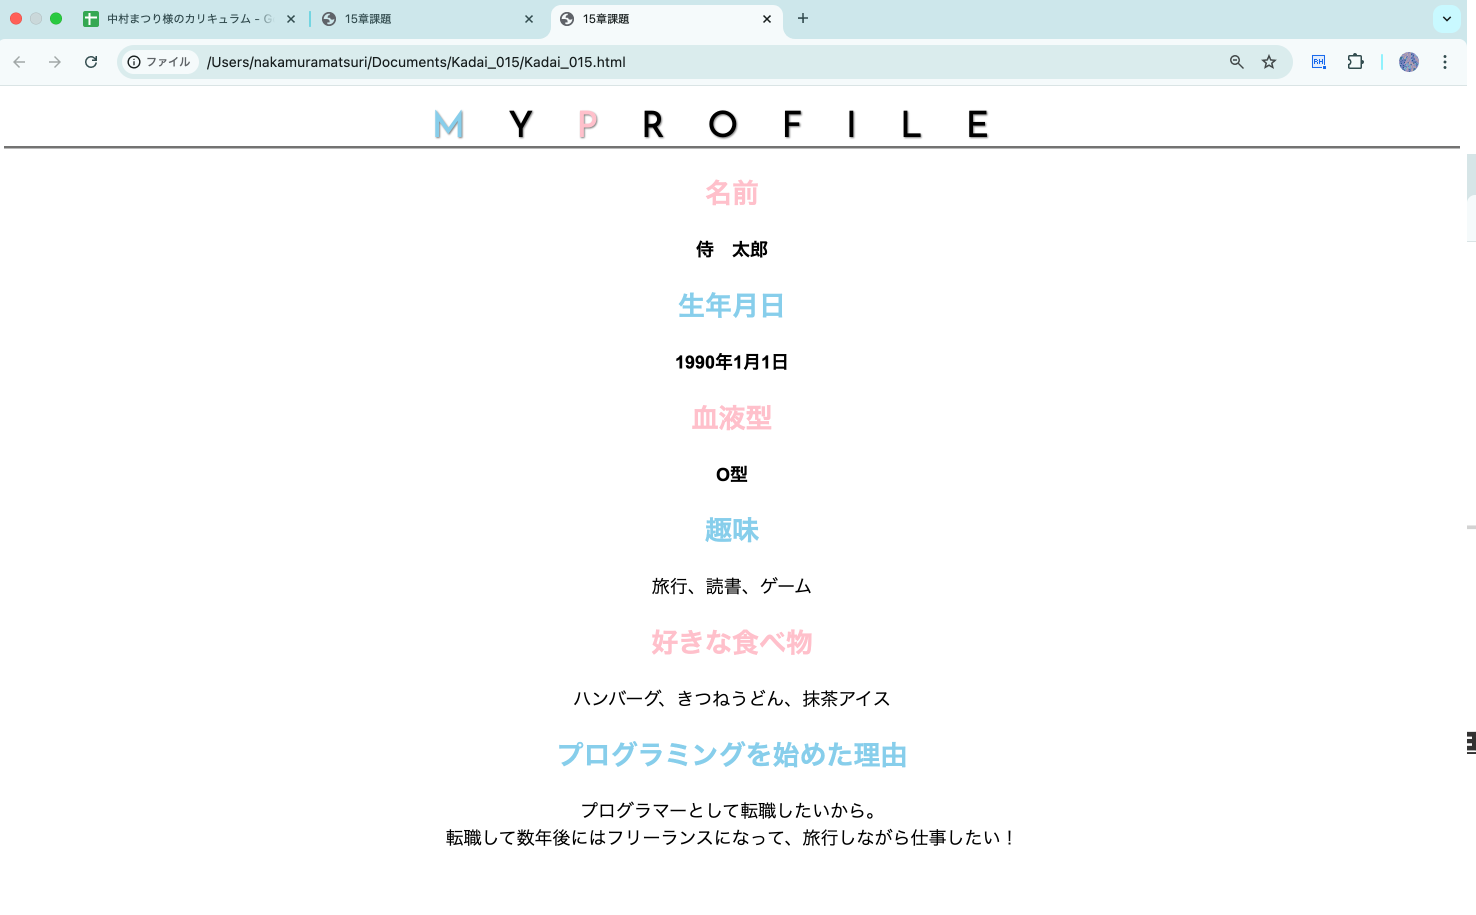 中村まつり様のカリキュラム - G
15章課題
15章課題
ファイル
/Users/nakamuramatsuri/Documents/Kadai_015/Kadai_015.html
RH
M Y P R O F I L E
名前
侍　太郎
生年月日
1990年1月1日
血液型
O型
趣味
旅行、読書、ゲーム
好きな食べ物
ハンバーグ、きつねうどん、抹茶アイス
プログラミングを始めた理由
プログラマーとして転職したいから。
転職して数年後にはフリーランスになって、旅行しながら仕事したい！